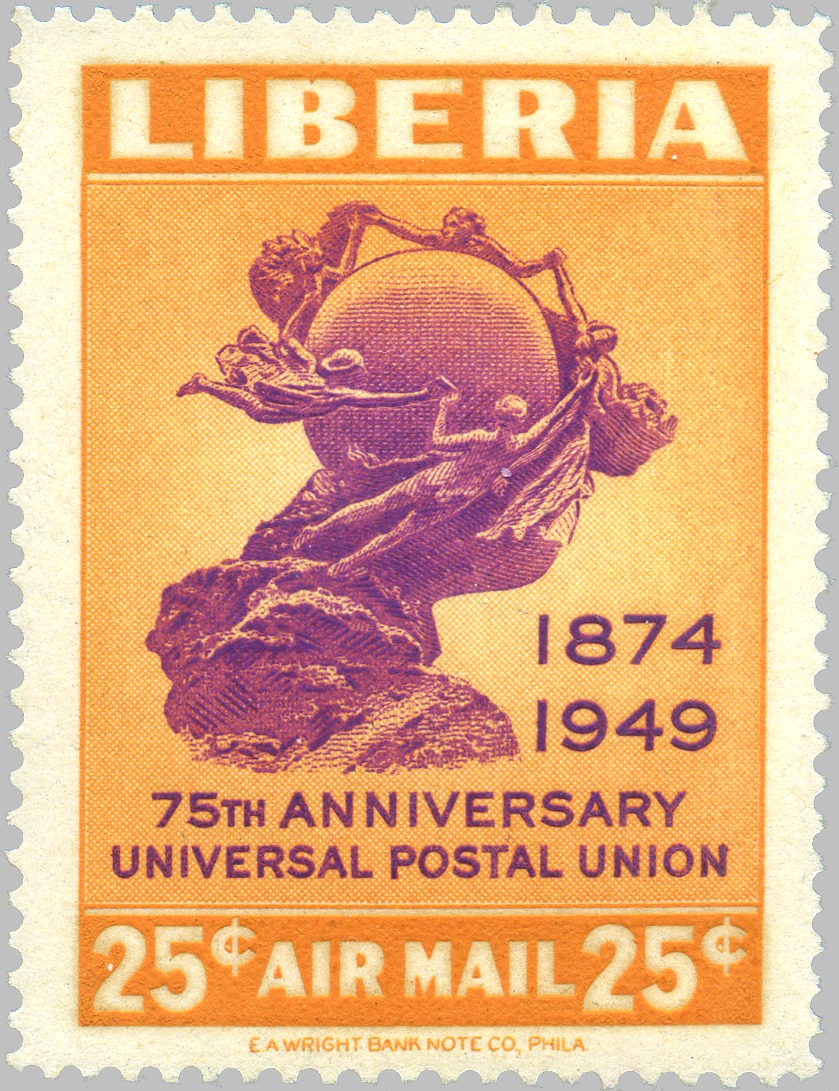 LIBERIA
1874
1949
75TH ANNIVERSARY
UNIVERSAL POSTAL UNION
25¢ AIR MAIL 25¢
E A WRIGHT BANK NOTE CO., PHILA.